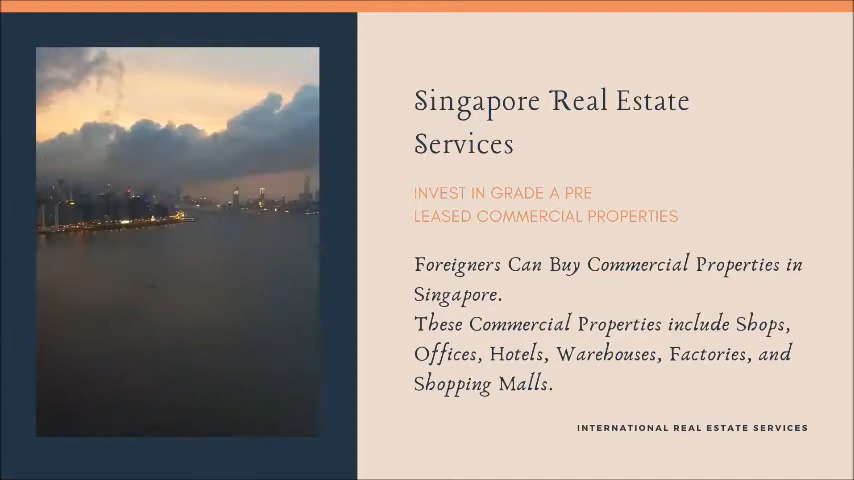 Singapore Real Estate
Services
INVEST IN GRADE A PRE
LEASED COMMERCIAL PROPERTIES
Foreigners Can Buy Commercial Properties in
Singapore.
These Commercial Properties include Shops,
Offices, Hotels, Warehouses, Factories, and
Shopping Malls.
INTERNATIONAL REAL ESTATE SERVICES